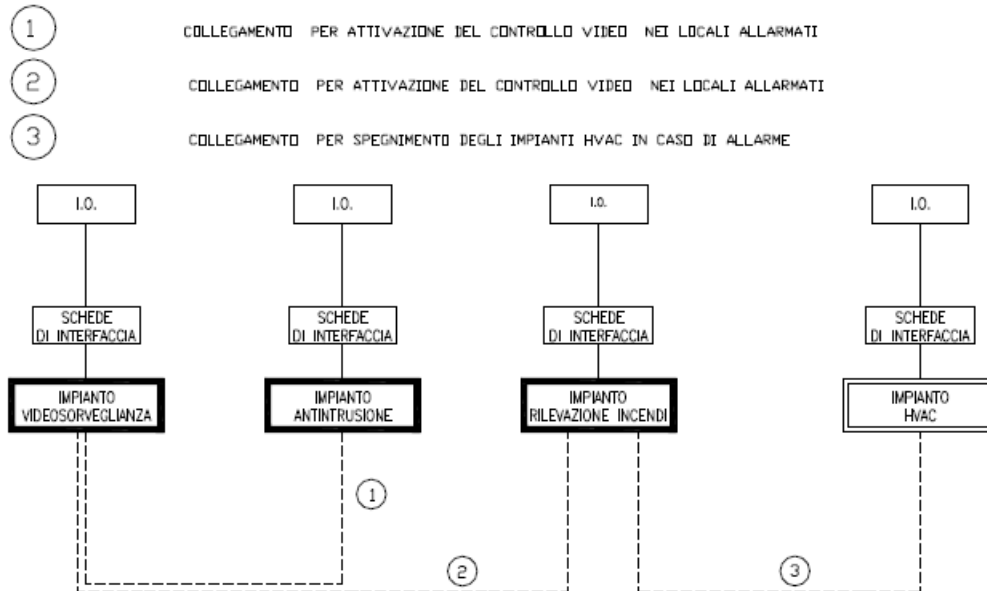 1 COLLEGAMENTO PER ATTIVAZIONE DEL CONTROLLO VIDEO NEI LOCALI ALLARMATI
2 COLLEGAMENTO PER ATTIVAZIONE DEL CONTROLLO VIDEO NEI LOCALI ALLARMATI
3 COLLEGAMENTO PER SPEGNIMENTO DEGLI IMPIANTI HVAC IN CASO DI ALLARME
I.O. I.O. I.O. I.O.
SCHEDE SCHEDE SCHEDE SCHEDE
DI INTERFACCIA DI INTERFACCIA DI INTERFACCIA DI INTERFACCIA
IMPIANTO IMPIANTO IMPIANTO IMPIANTO
VIDEOSORVEGLIANZA ANTINTRUSIONE RILEVAZIONE INCENDI HVAC
1
2 3